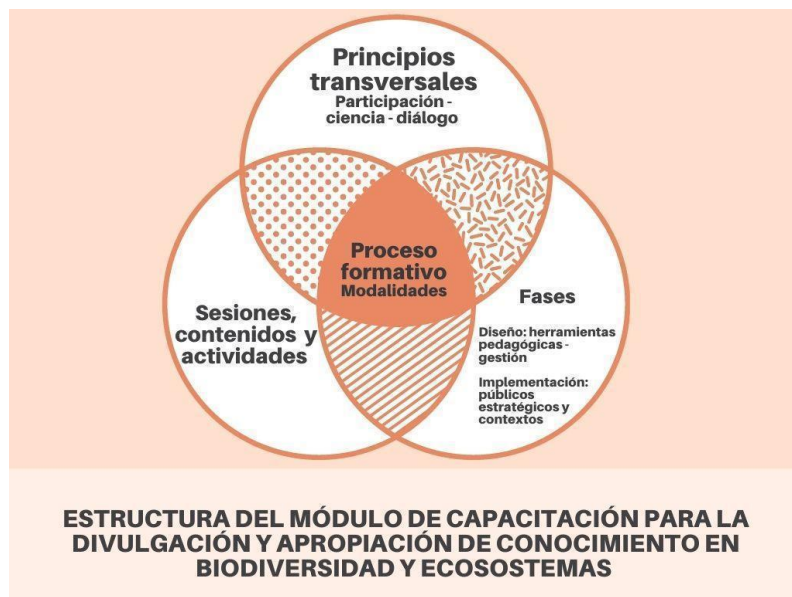 Principios
transversales
Participación -
ciencia - diálogo
Proceso
formativo
Modalidades
Sesiones,
contenidos y
actividades
Fases
Diseño: herramientas
pedagógicas -
gestión
Implementación:
públicos
estratégicos y
contextos
ESTRUCTURA DEL MÓDULO DE CAPACITACIÓN PARA LA
DIVULGACIÓN Y APROPIACIÓN DE CONOCIMIENTO EN
BIODIVERSIDAD Y ECOSOSTEMAS